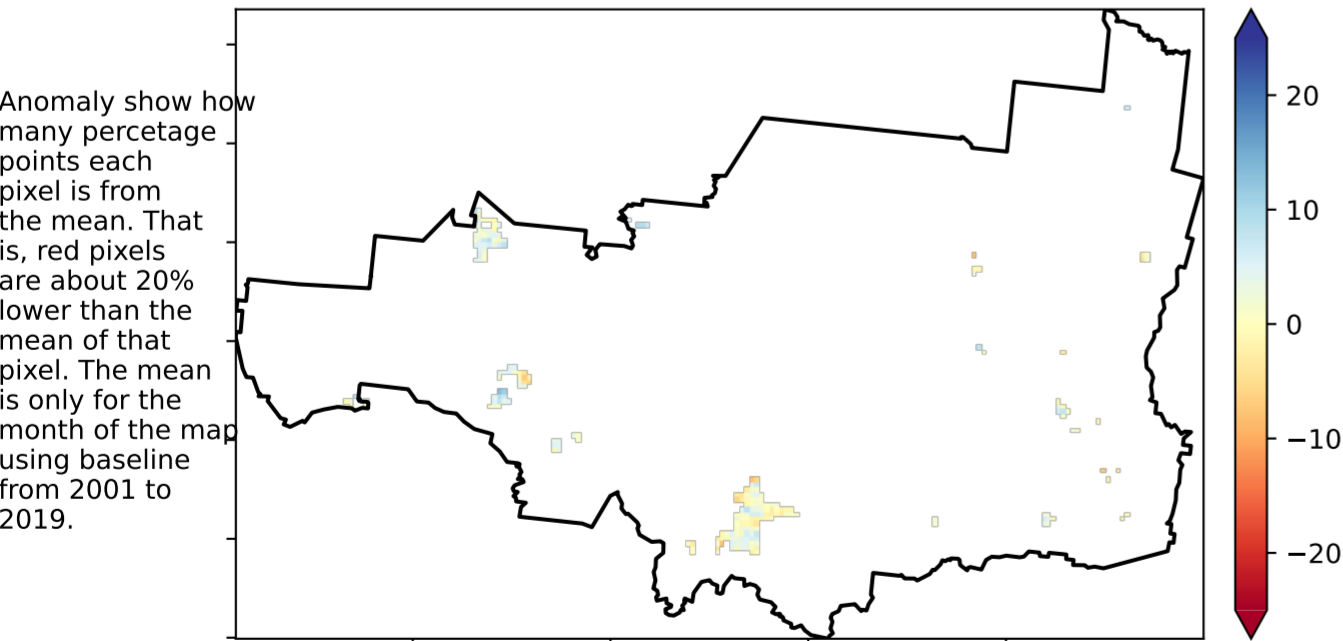 Anomaly show how
many percetage
points each
pixel is from
the mean. That
is, red pixels
are about 20%
lower than the
mean of that
pixel. The mean
is only for the
month of the map
using baseline
from 2001 to
2019.
20
10
0
−10
−20